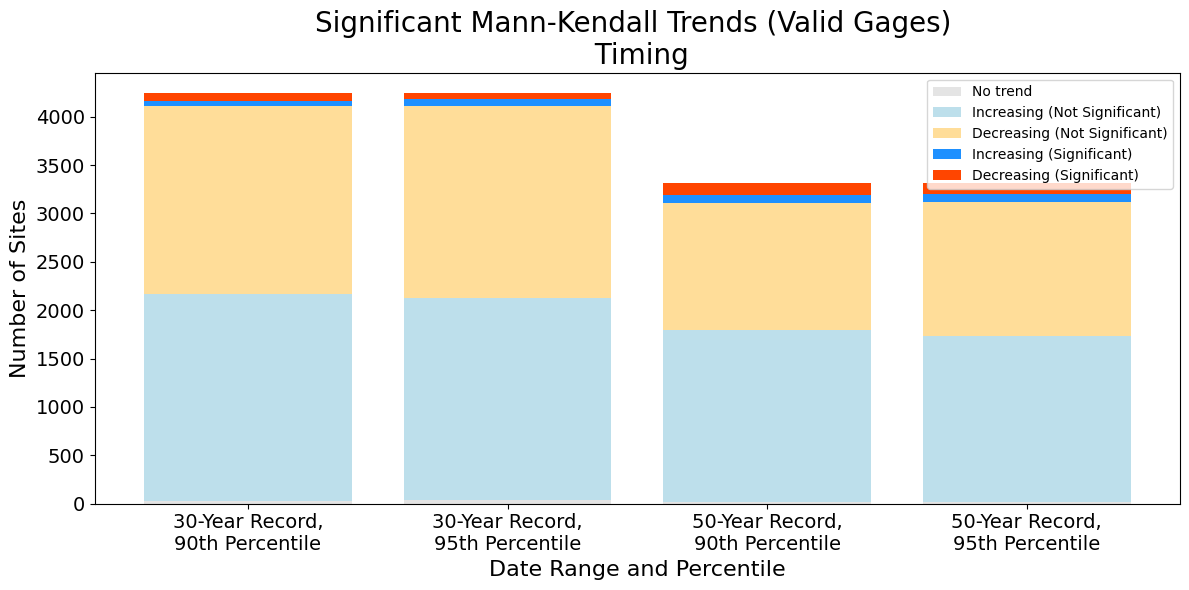 Significant Mann-Kendall Trends (Valid Gages)
Timing
Number of Sites
4000
3500
3000
2500
2000
1500
1000
500
0
No trend
Increasing (Not Significant)
Decreasing (Not Significant)
Increasing (Significant)
Decreasing (Significant)
30-Year Record,
90th Percentile
30-Year Record,
95th Percentile
50-Year Record,
90th Percentile
50-Year Record,
95th Percentile
Date Range and Percentile